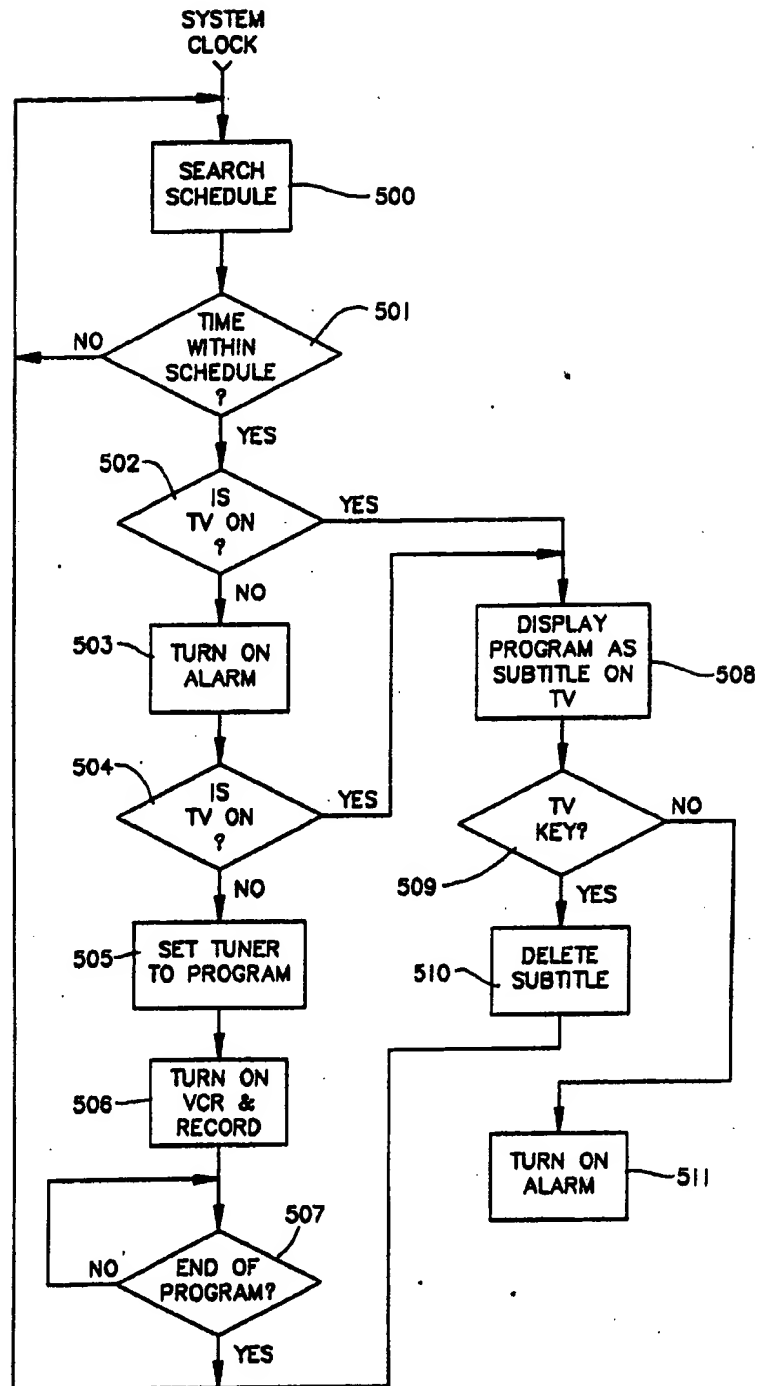 SYSTEM
CLOCK
SEARCH
SCHEDULE
500
TIME
WITHIN
SCHEDULE
?
501
NO
YES
502
IS
TV ON
?
YES
NO
503
TURN ON
ALARM
DISPLAY
PROGRAM AS
SUBTITLE ON
TV
508
504
IS
TV ON
?
YES
NO
TV
KEY?
NO
509
YES
505
SET TUNER
TO PROGRAM
510
DELETE
SUBTITLE
506
TURN ON
VCR &
RECORD
TURN ON
ALARM
511
507
END OF
PROGRAM?
NO
YES